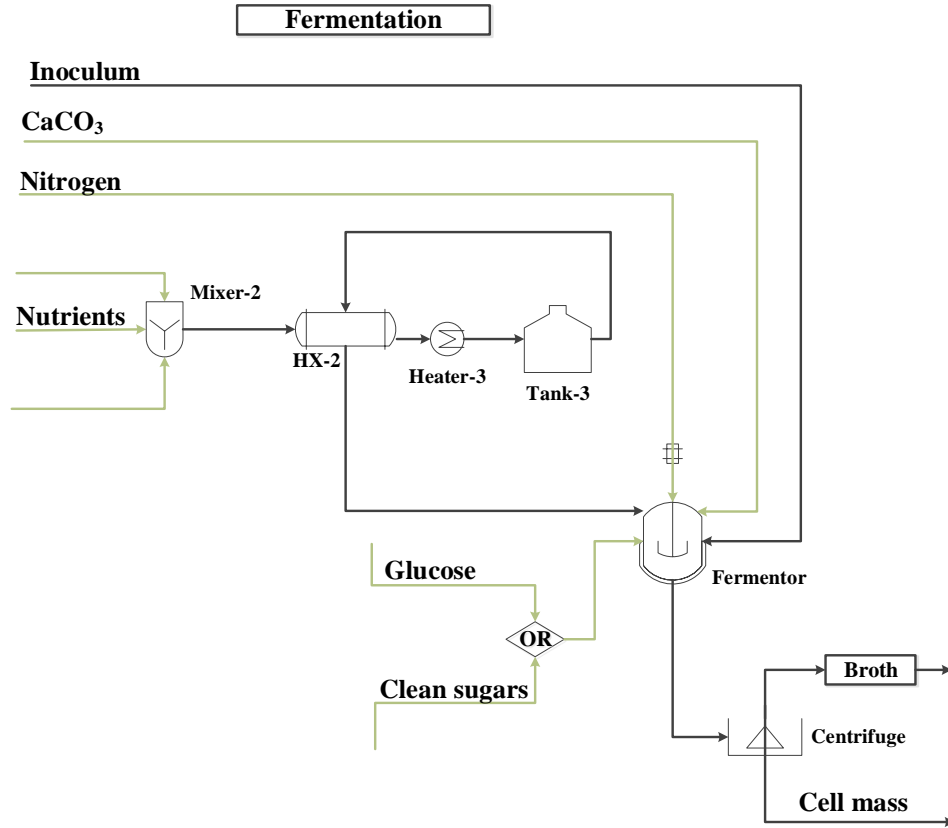 Fermentation
Inoculum
CaCO₃
Nitrogen
Mixer-2
Nutrients
HX-2
Heater-3
Tank-3
Fermentor
Glucose
OR
Clean sugars
Broth
Centrifuge
Cell mass